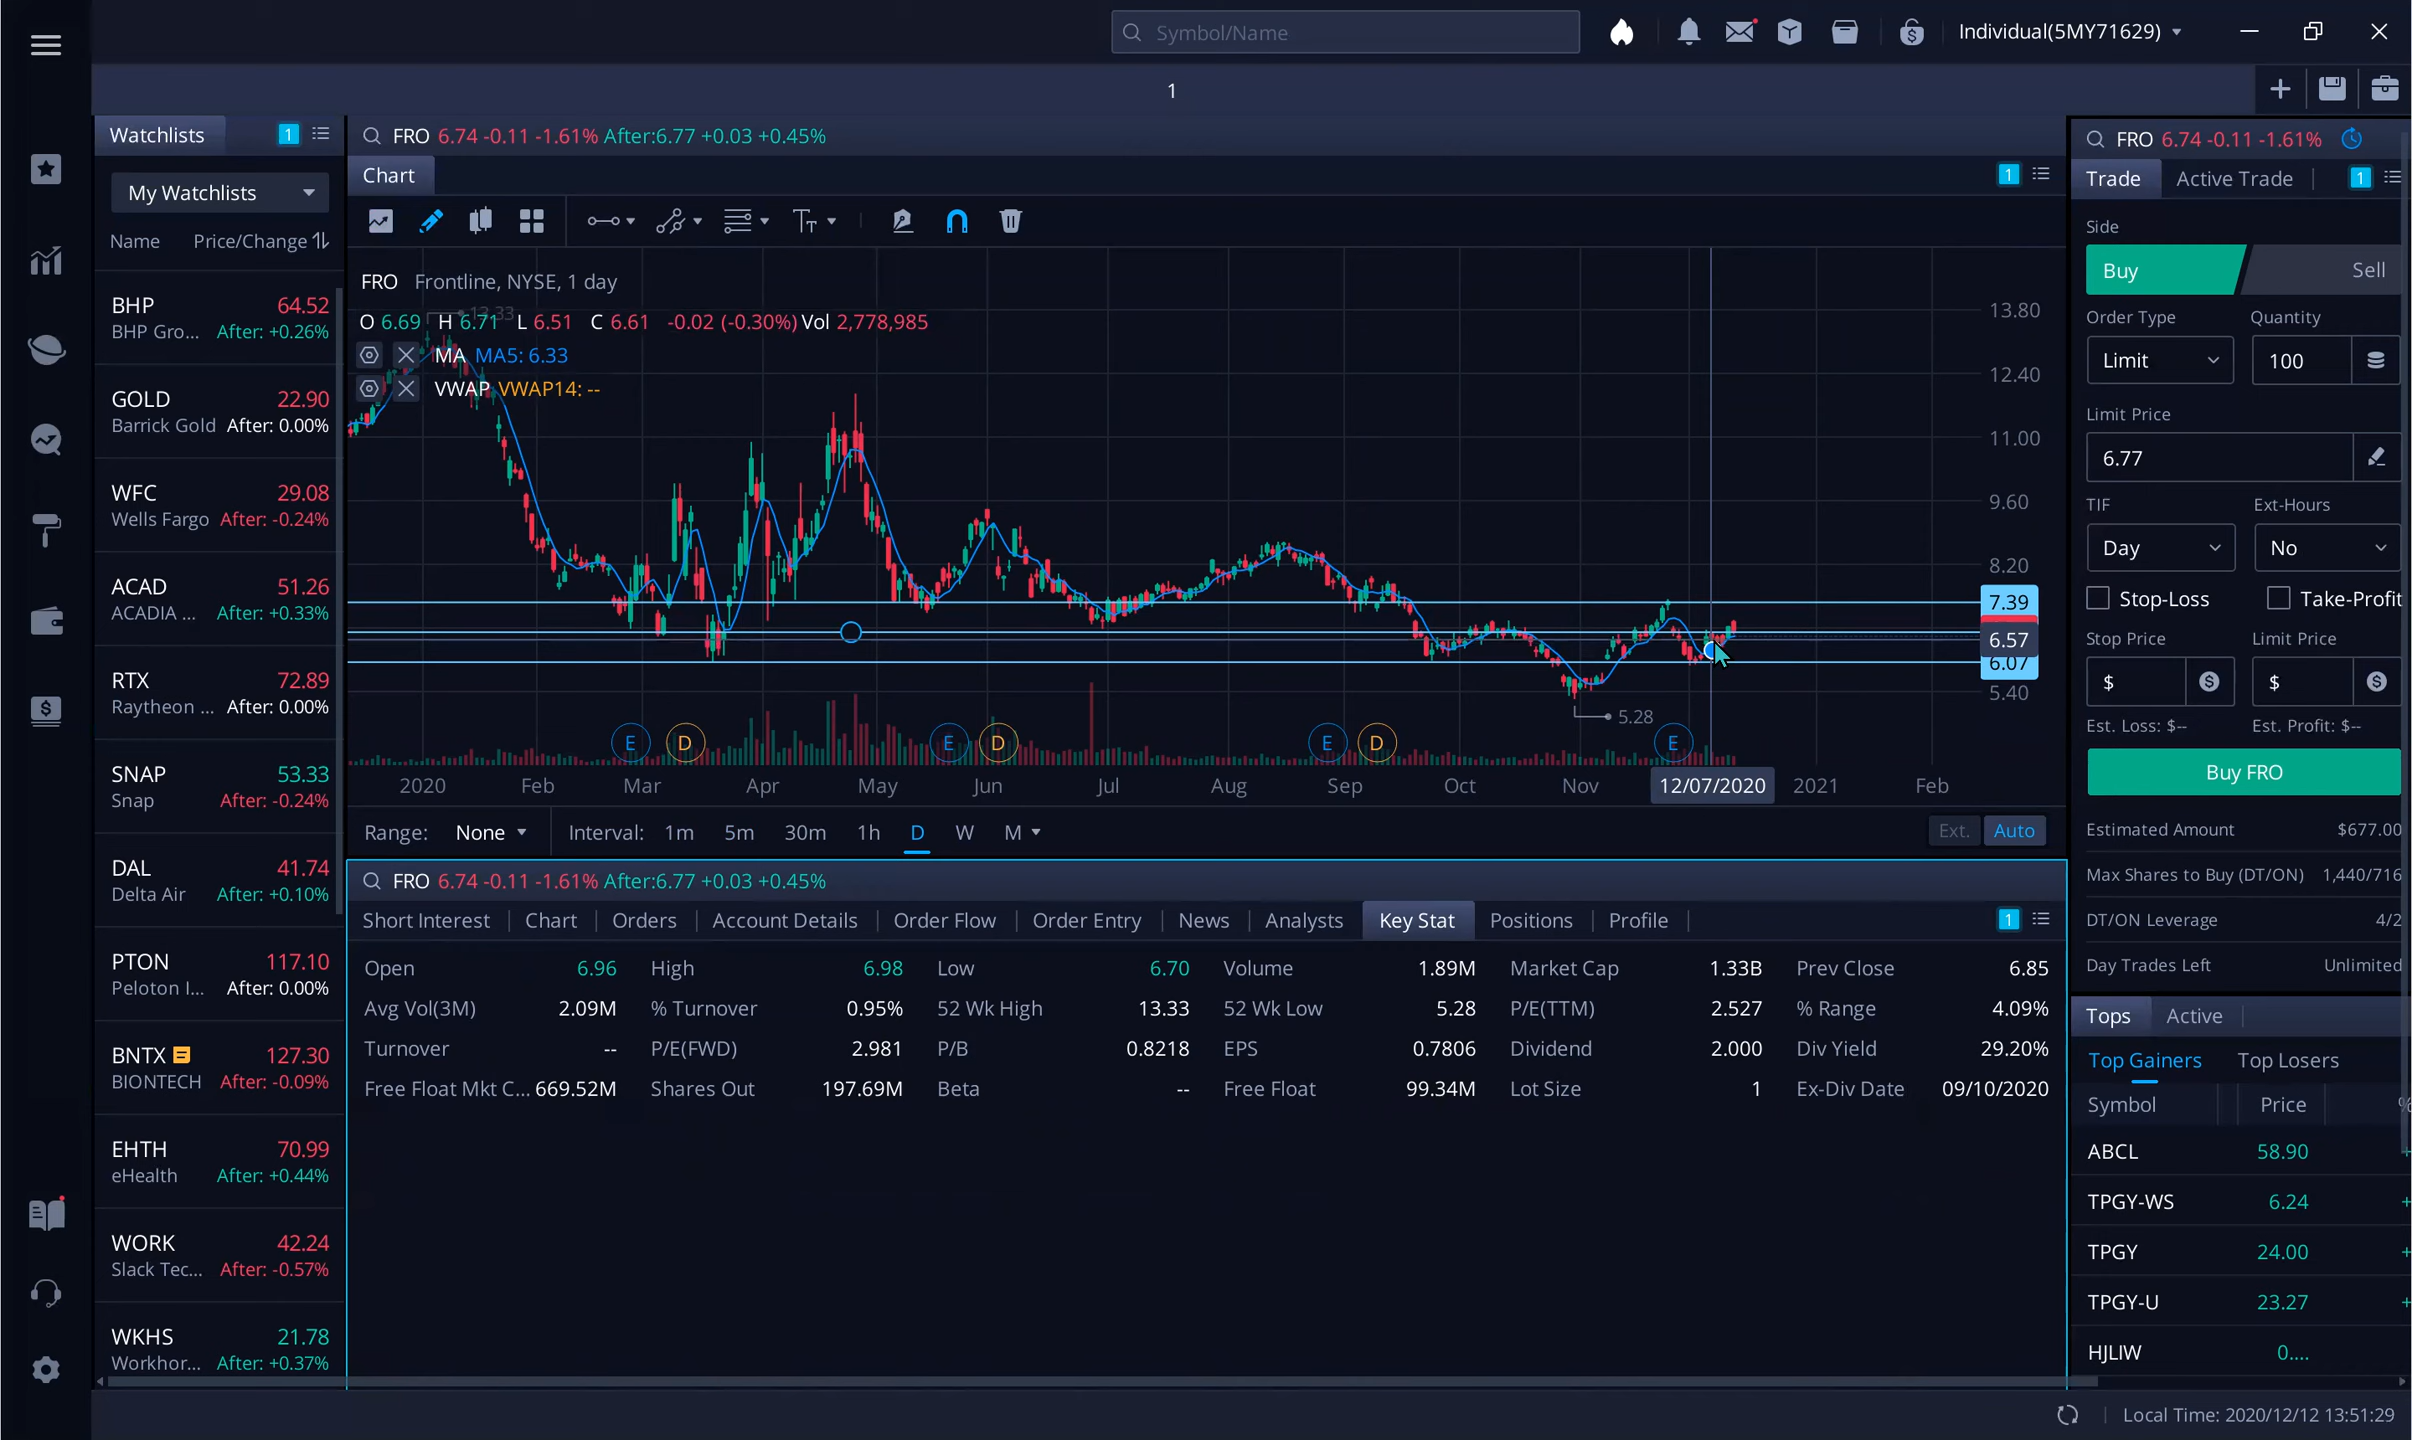 Symbol/Name
Individual(5MY71629)
1
Watchlists 1
My Watchlists
Name Price/Change
BHP 64.52
BHP Gro... After: +0.26%
GOLD 22.90
Barrick Gold After: 0.00%
WFC 29.08
Wells Fargo After: -0.24%
ACAD 51.26
ACADIA ... After: +0.33%
RTX 72.89
Raytheon ... After: 0.00%
SNAP 53.33
Snap After: -0.24%
DAL 41.74
Delta Air After: +0.10%
PTON 117.10
Peloton I... After: 0.00%
BNTX 127.30
BIONTECH After: -0.09%
EHTH 70.99
eHealth After: +0.44%
WORK 42.24
Slack Tec... After: -0.57%
WKHS 21.78
Workhor... After: +0.37%
FRO 6.74 -0.11 -1.61% After:6.77 +0.03 +0.45%
Chart 1
FRO Frontline, NYSE, 1 day
13.33
O 6.69 H 6.71 L 6.51 C 6.61 -0.02 (-0.30%) Vol 2,778,985
MA MA5: 6.33
VWAP VWAP14: --
13.80
12.40
11.00
9.60
8.20
7.39
6.57
6.07
5.40
5.28
E D E D E D E
2020 Feb Mar Apr May Jun Jul Aug Sep Oct Nov 12/07/2020 2021 Feb
Range: None Interval: 1m 5m 30m 1h D W M Ext. Auto
FRO 6.74 -0.11 -1.61% After:6.77 +0.03 +0.45%
Short Interest Chart Orders Account Details Order Flow Order Entry News Analysts Key Stat Positions Profile 1
Open 6.96 High 6.98 Low 6.70 Volume 1.89M Market Cap 1.33B Prev Close 6.85
Avg Vol(3M) 2.09M % Turnover 0.95% 52 Wk High 13.33 52 Wk Low 5.28 P/E(TTM) 2.527 % Range 4.09%
Turnover -- P/E(FWD) 2.981 P/B 0.8218 EPS 0.7806 Dividend 2.000 Div Yield 29.20%
Free Float Mkt C... 669.52M Shares Out 197.69M Beta -- Free Float 99.34M Lot Size 1 Ex-Div Date 09/10/2020
FRO 6.74 -0.11 -1.61%
Trade Active Trade 1
Side
Buy Sell
Order Type Quantity
Limit 100
Limit Price
6.77
TIF Ext-Hours
Day No
Stop-Loss Take-Profit
Stop Price Limit Price
$ $
Est. Loss: $-- Est. Profit: $--
Buy FRO
Estimated Amount $677.00
Max Shares to Buy (DT/ON) 1,440/716
DT/ON Leverage 4/2
Day Trades Left Unlimited
Tops Active
Top Gainers Top Losers
Symbol Price %
ABCL 58.90 +
TPGY-WS 6.24 +
TPGY 24.00 +
TPGY-U 23.27 +
HJLIW 0....
Local Time: 2020/12/12 13:51:29